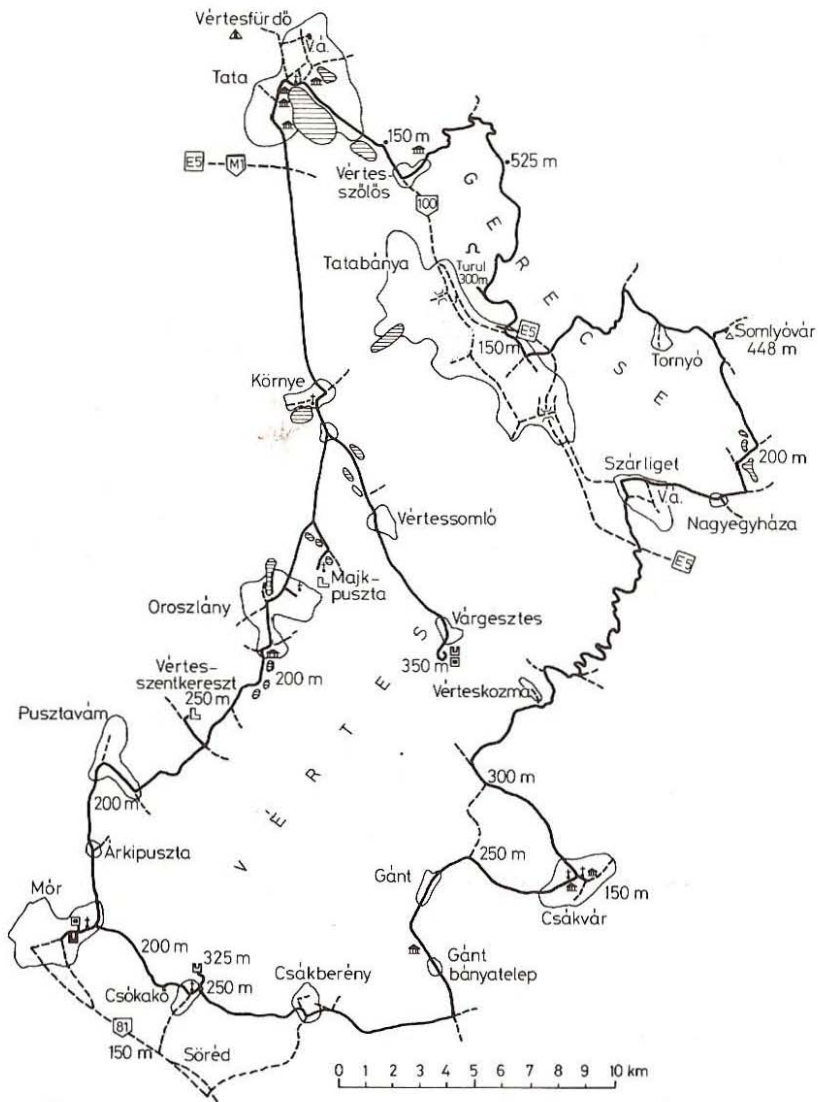 Vértesfürdő
V.á.
Tata
150 m
525 m
E5
M1
Vértes-
szőlős
100
GERECSE
Tatabánya
Turul
300m
E5
150m
Somlyóvár
448 m
Tornyó
Környe
Szárliget
200 m
V.á.
Nagyegyháza
Vértessomló
E5
Majk-
puszta
Oroszlány
Várgesztes
350 m
Vértes-
szentkereszt
250 m
200 m
Vérteskozma
Pusztavám
VÉRTES
300 m
200 m
Árkipuszta
250 m
Gánt
150 m
Csákvár
Mór
200 m
325 m
Gánt
bányatelep
Csókakő
250 m
Csákberény
81
150 m
Söréd
0 1 2 3 4 5 6 7 8 9 10 km